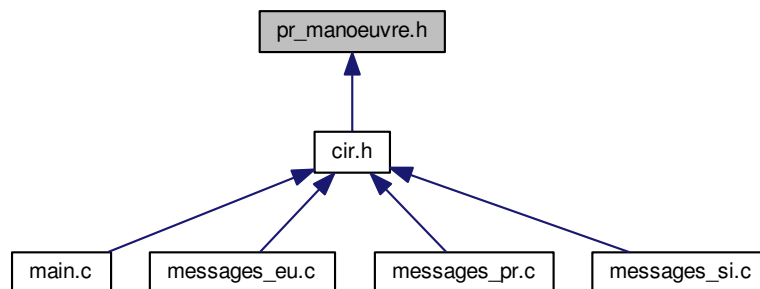 pr_manoeuvre.h
cir.h
main.c
messages_eu.c
messages_pr.c
messages_si.c